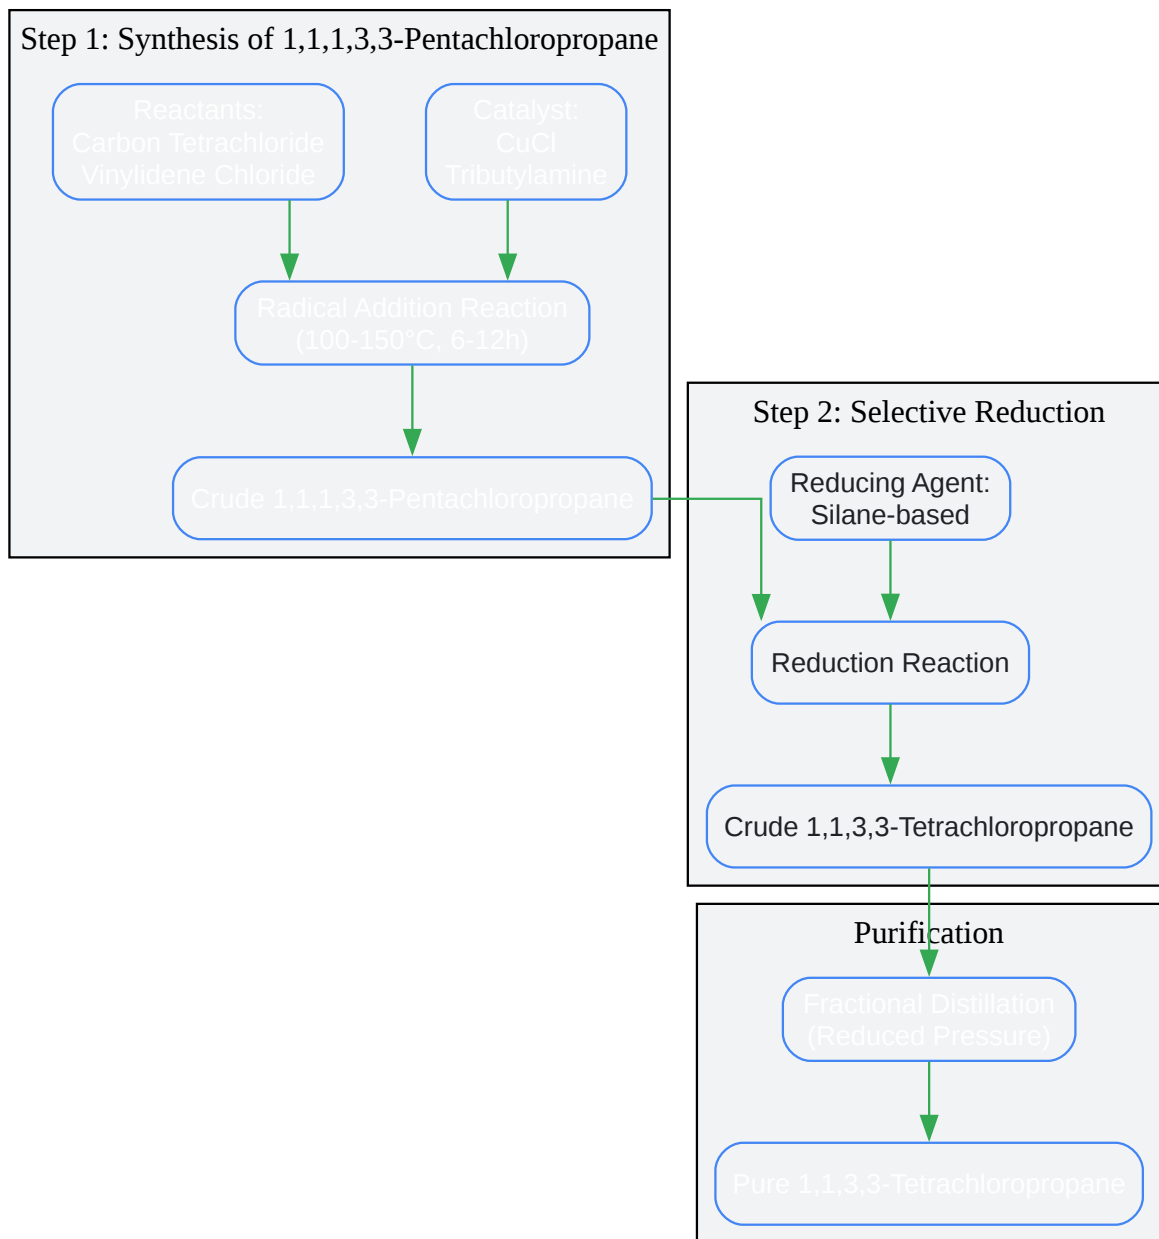 Step 1: Synthesis of 1,1,1,3,3-Pentachloropropane
Reactants:
Carbon Tetrachloride
Vinylidene Chloride
Catalyst:
CuCl
Tributylamine
Radical Addition Reaction
(100-150°C, 6-12h)
Crude 1,1,1,3,3-Pentachloropropane
Step 2: Selective Reduction
Reducing Agent:
Silane-based
Reduction Reaction
Crude 1,1,3,3-Tetrachloropropane
Purification
Fractional Distillation
(Reduced Pressure)
Pure 1,1,3,3-Tetrachloropropane